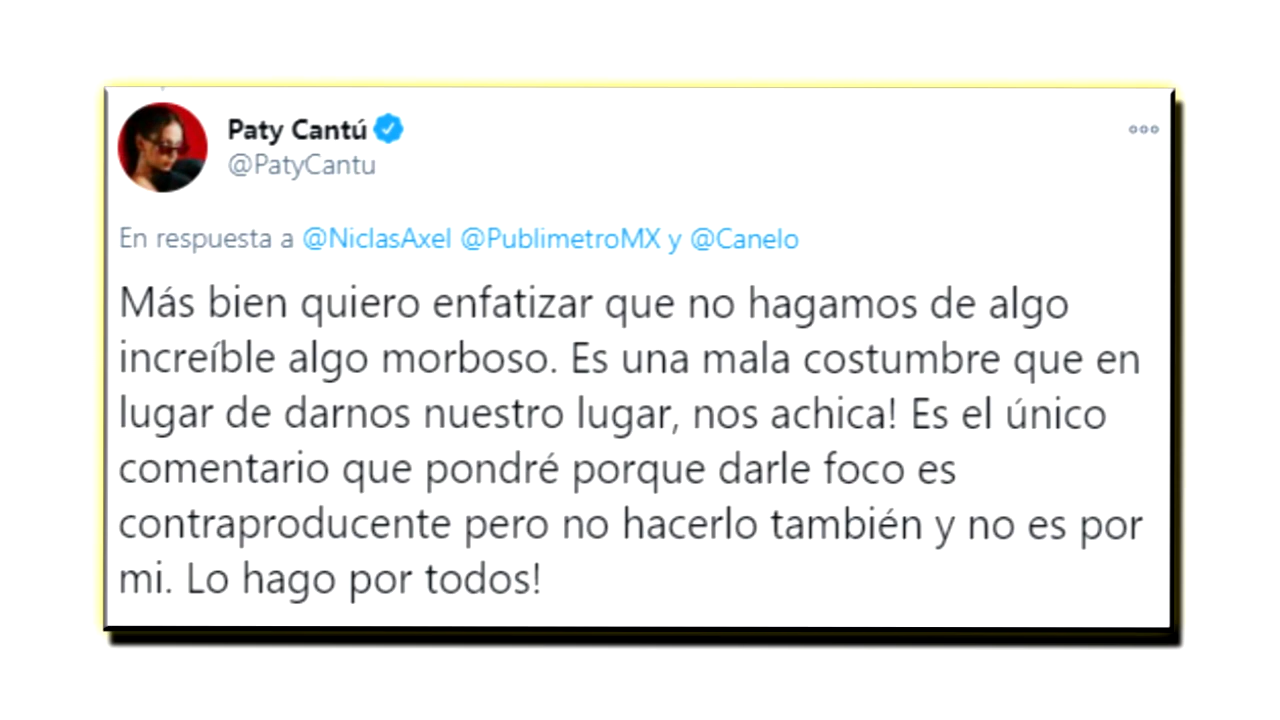 Paty Cantú
@PatyCantu
En respuesta a @NiclasAxel @PublimetroMX y @Canelo
Más bien quiero enfatizar que no hagamos de algo
increíble algo morboso. Es una mala costumbre que en
lugar de darnos nuestro lugar, nos achica! Es el único
comentario que pondré porque darle foco es
contraproducente pero no hacerlo también y no es por
mi. Lo hago por todos!